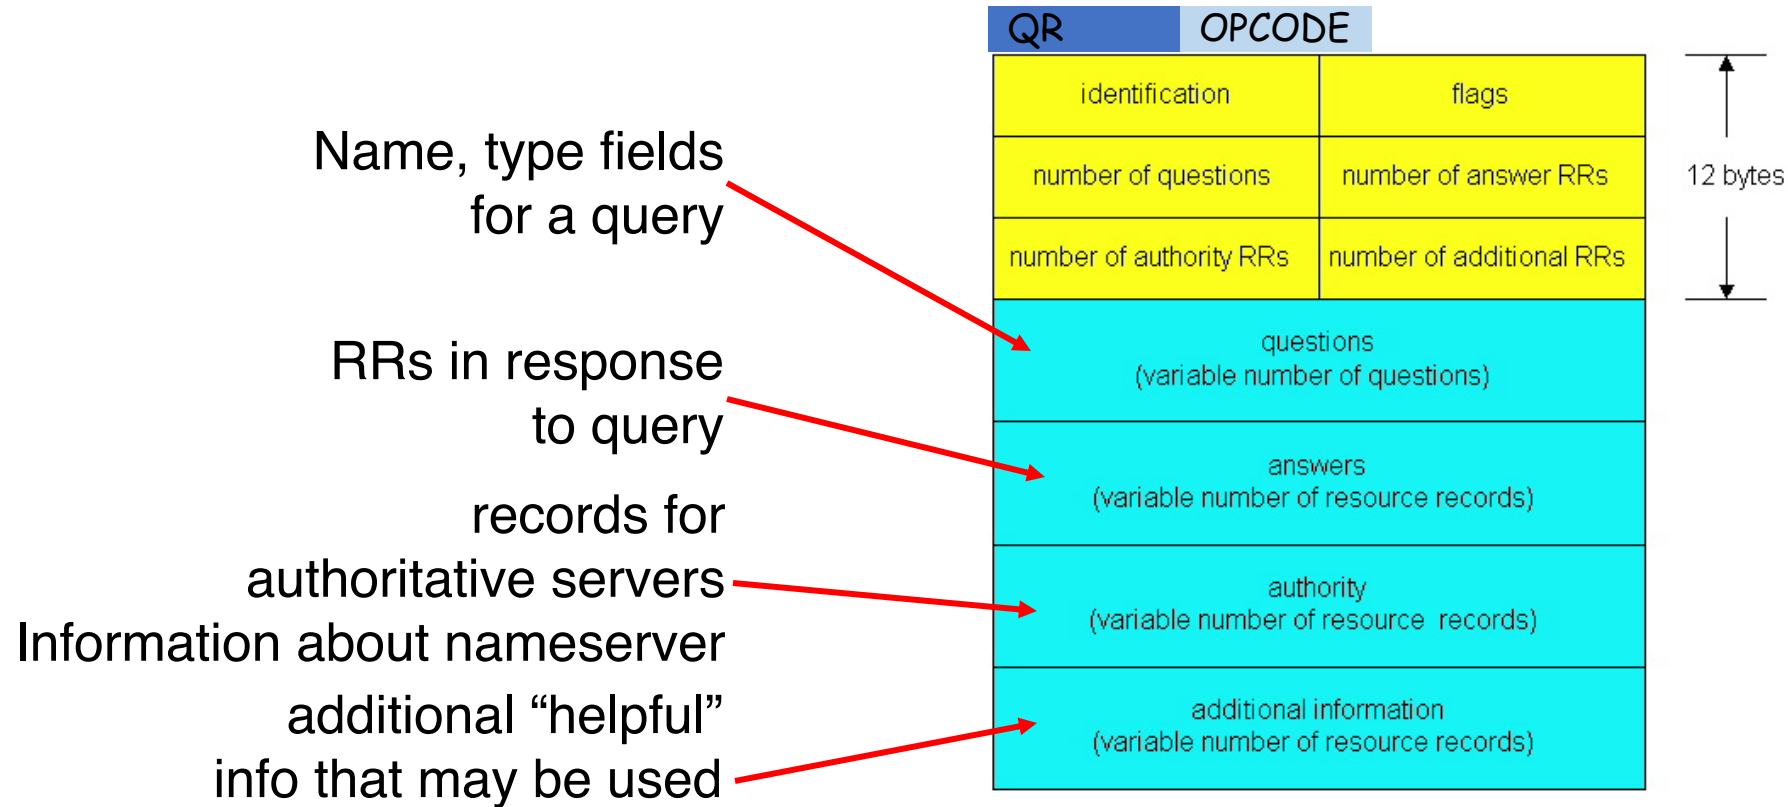 QR OPCODE
identification flags
number of questions number of answer RRs
number of authority RRs number of additional RRs
12 bytes
Name, type fields
for a query
questions
(variable number of questions)
RRs in response
to query
answers
(variable number of resource records)
records for
authoritative servers
Information about nameserver
authority
(variable number of resource records)
additional “helpful”
info that may be used
additional information
(variable number of resource records)